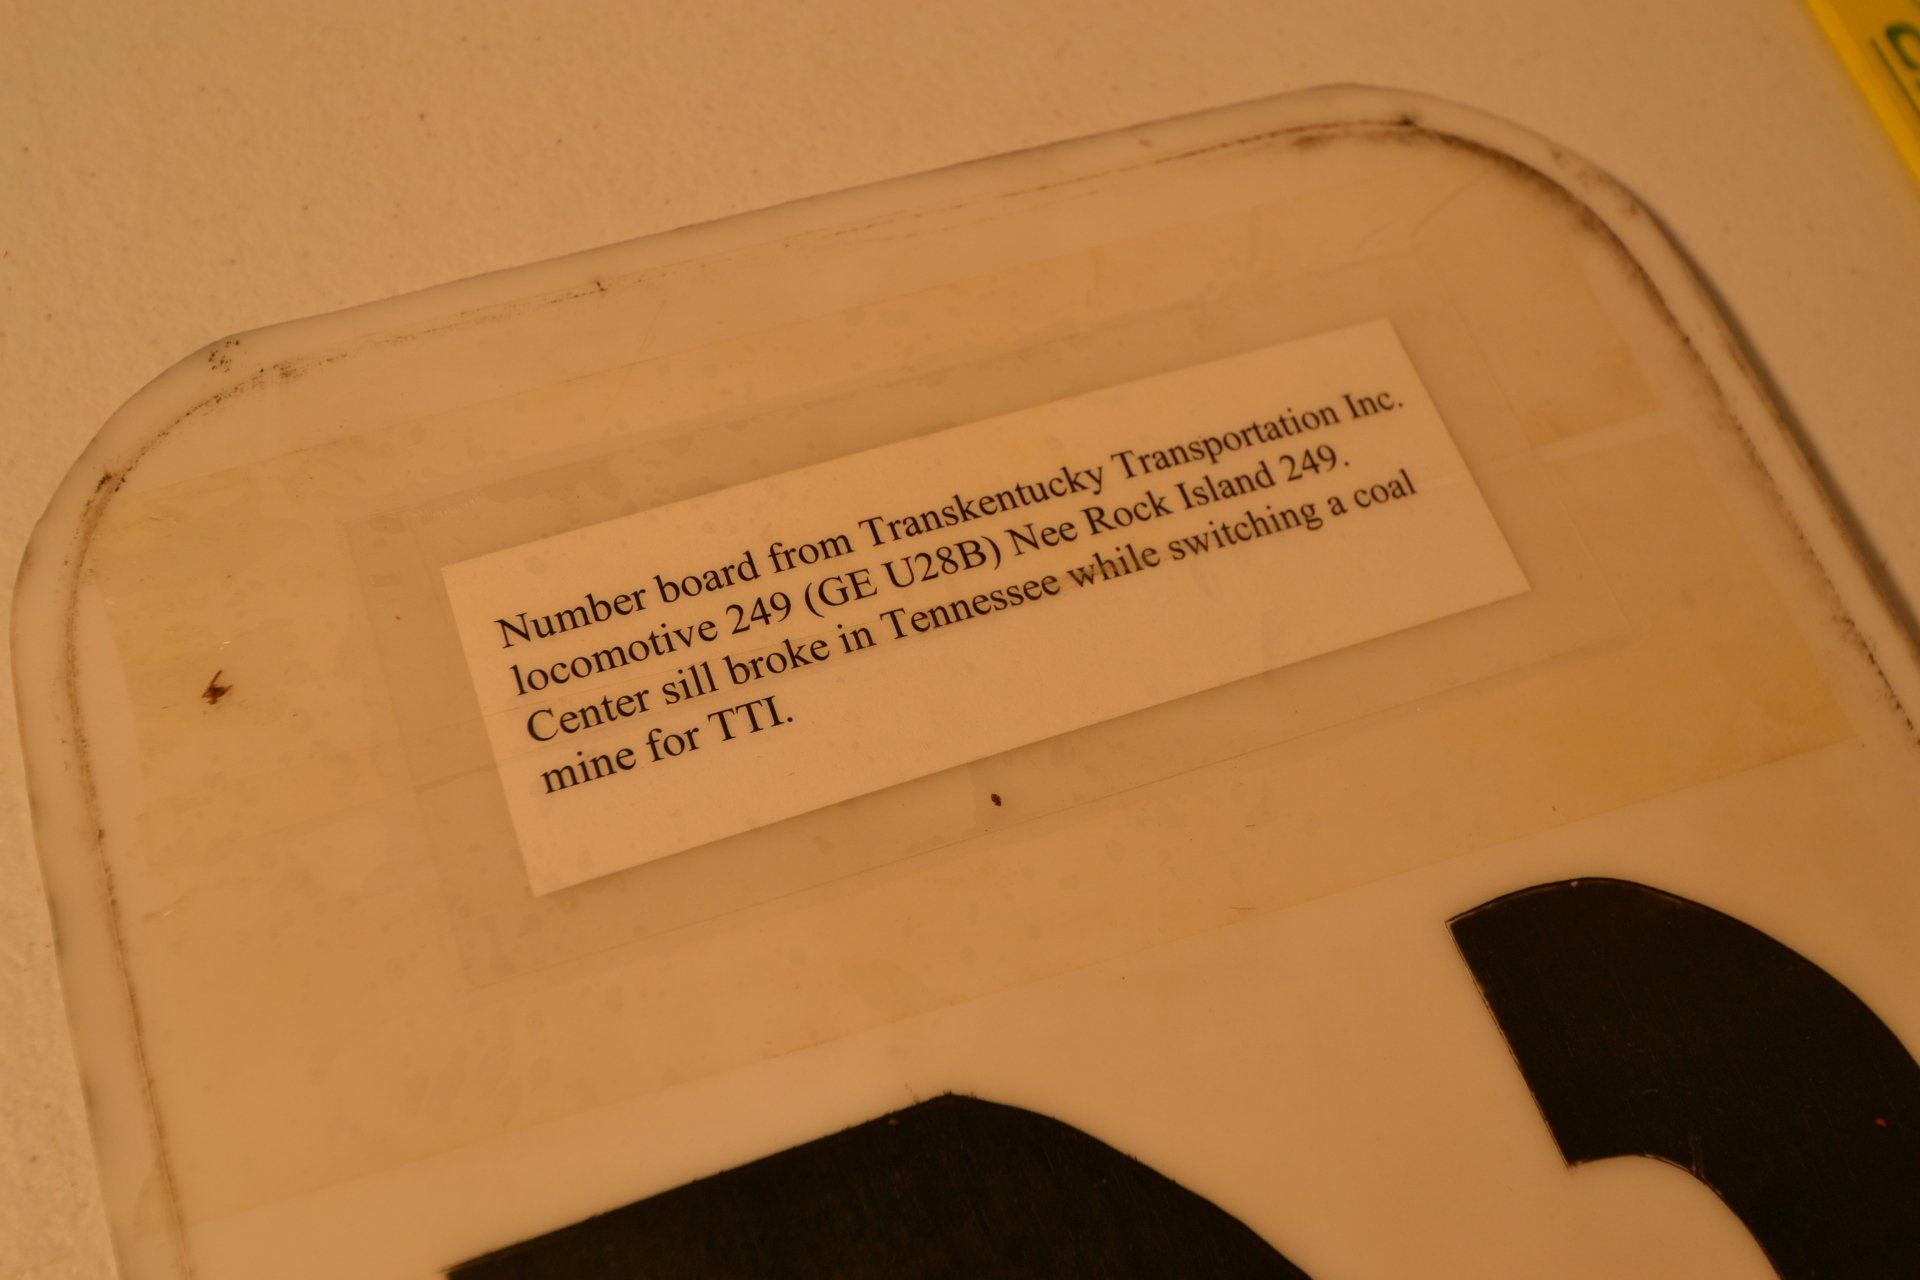 Number board from Transkentucky Transportation Inc.
locomotive 249 (GE U28B) Nee Rock Island 249.
Center sill broke in Tennessee while switching a coal
mine for TTI.